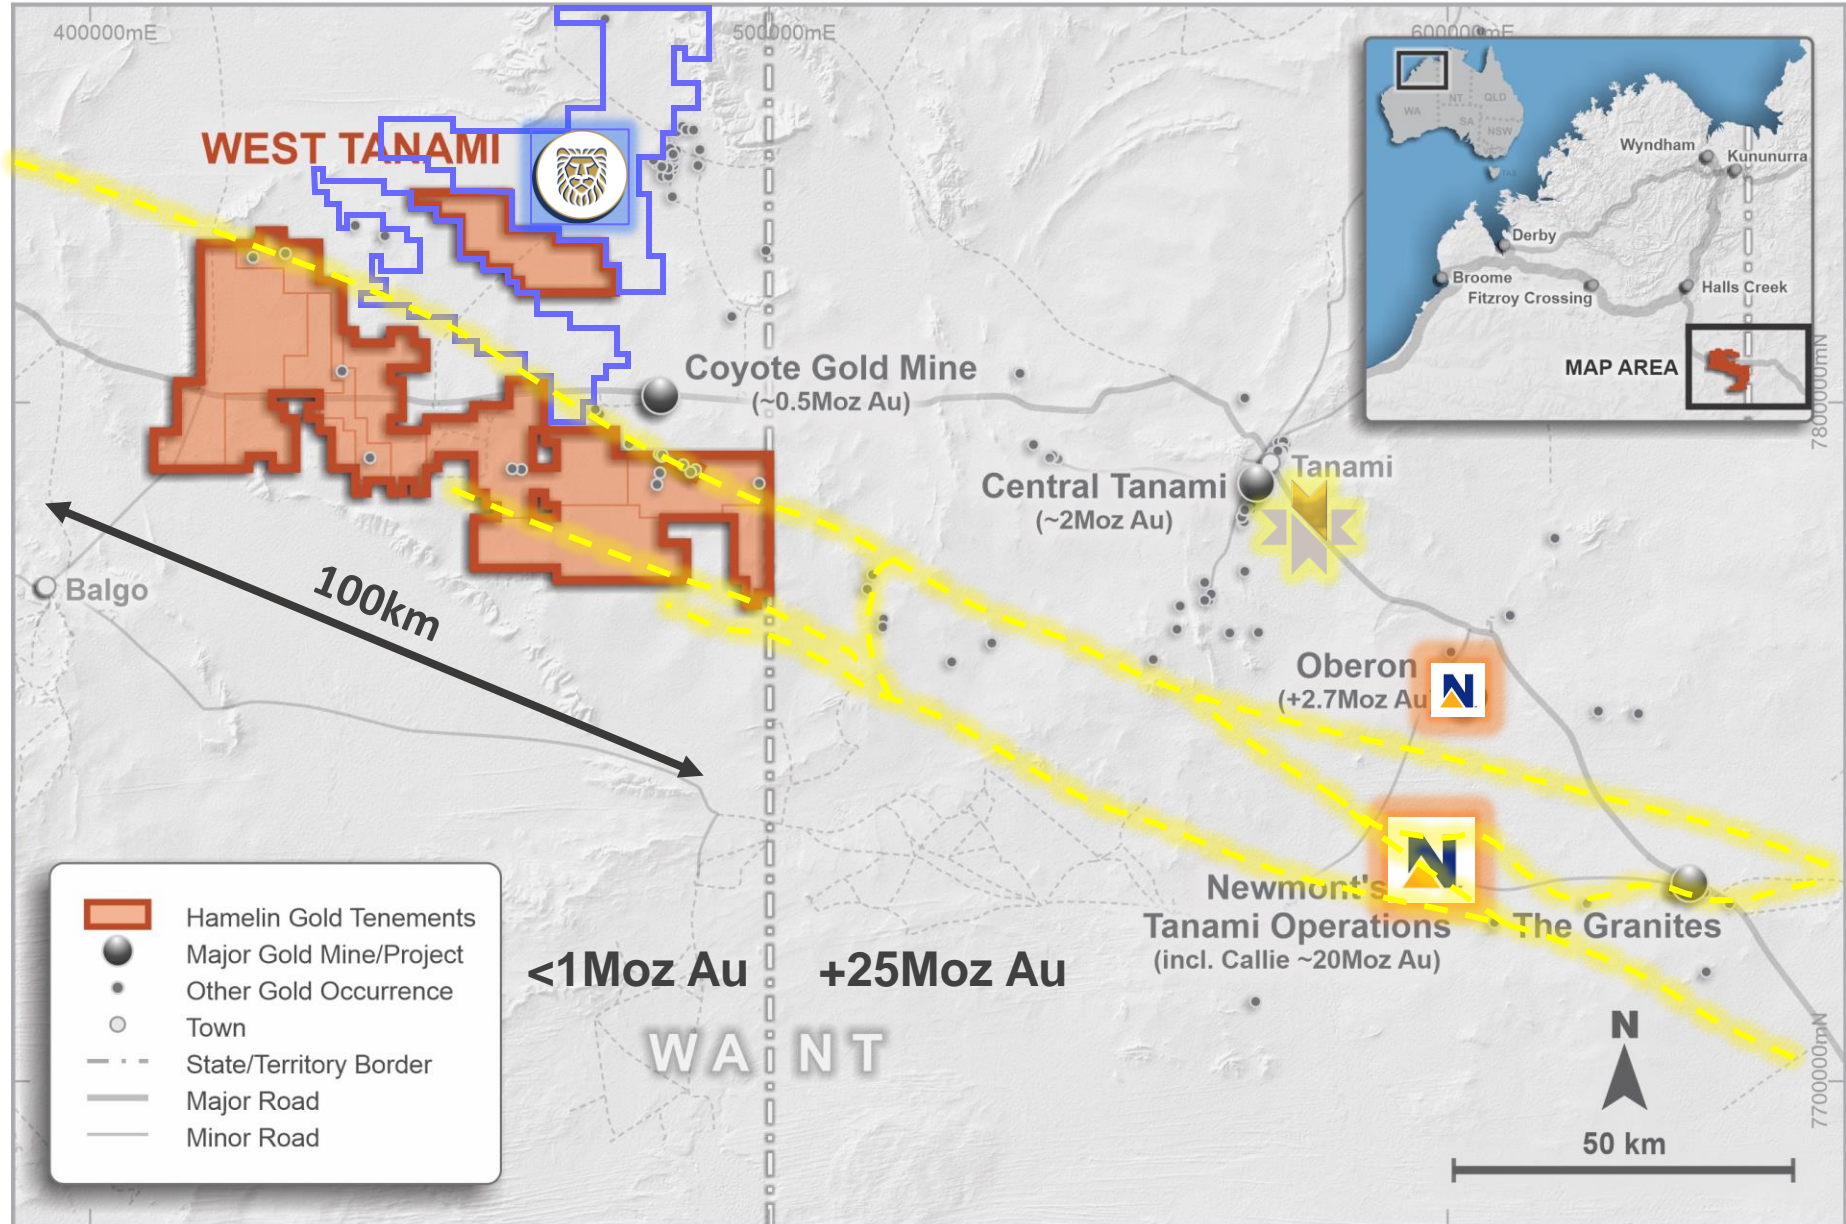 400000mE
500000mE
600000mE
WEST TANAMI
WA
NT
QLD
SA
NSW
TAS
Wyndham
Kununurra
Derby
Broome
Fitzroy Crossing
Halls Creek
MAP AREA
7800000mN
Coyote Gold Mine
(~0.5Moz Au)
Tanami
Central Tanami
(~2Moz Au)
Balgo
100km
Oberon
(+2.7Moz Au
N
N
Newmont's
Tanami Operations
(incl. Callie ~20Moz Au)
The Granites
<1Moz Au
+25Moz Au
WA
NT
Hamelin Gold Tenements
Major Gold Mine/Project
Other Gold Occurrence
Town
State/Territory Border
Major Road
Minor Road
N
50 km
7700000mN